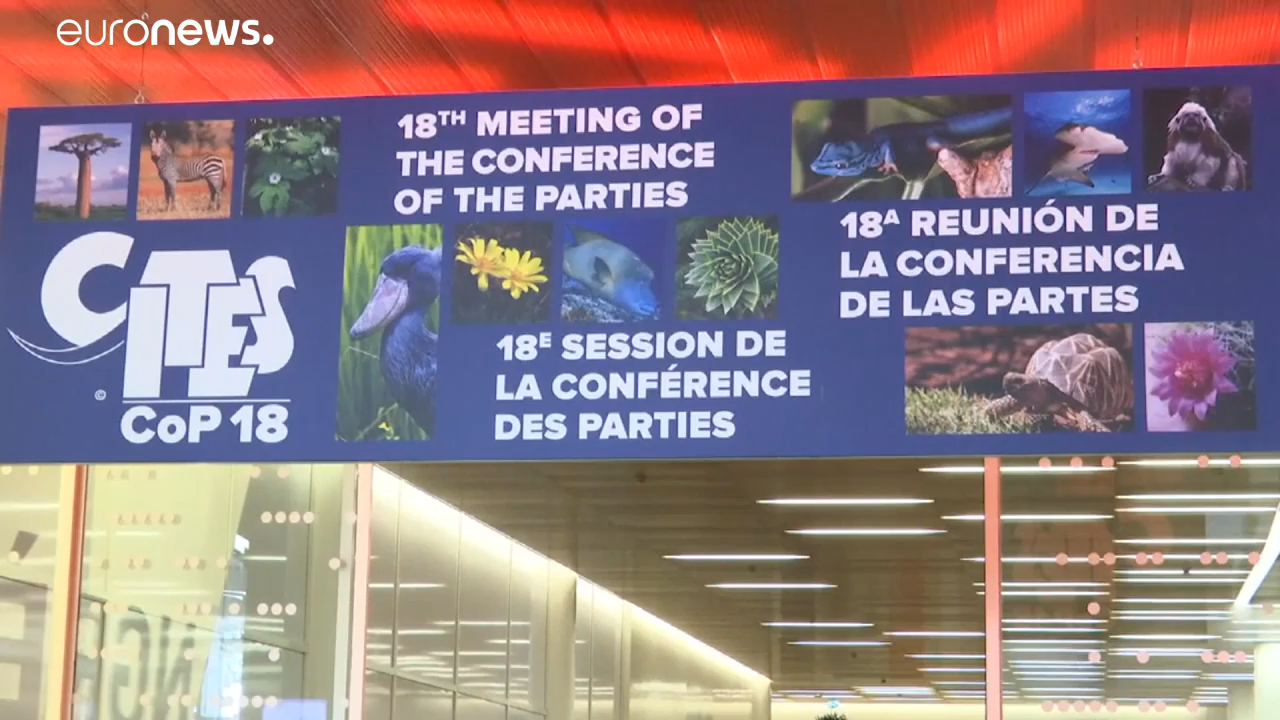 euronews.
18TH MEETING OF
THE CONFERENCE
OF THE PARTIES
18A REUNIÓN DE
LA CONFERENCIA
DE LAS PARTES
CITES
©
CoP 18
18E SESSION DE
LA CONFÉRENCE
DES PARTIES